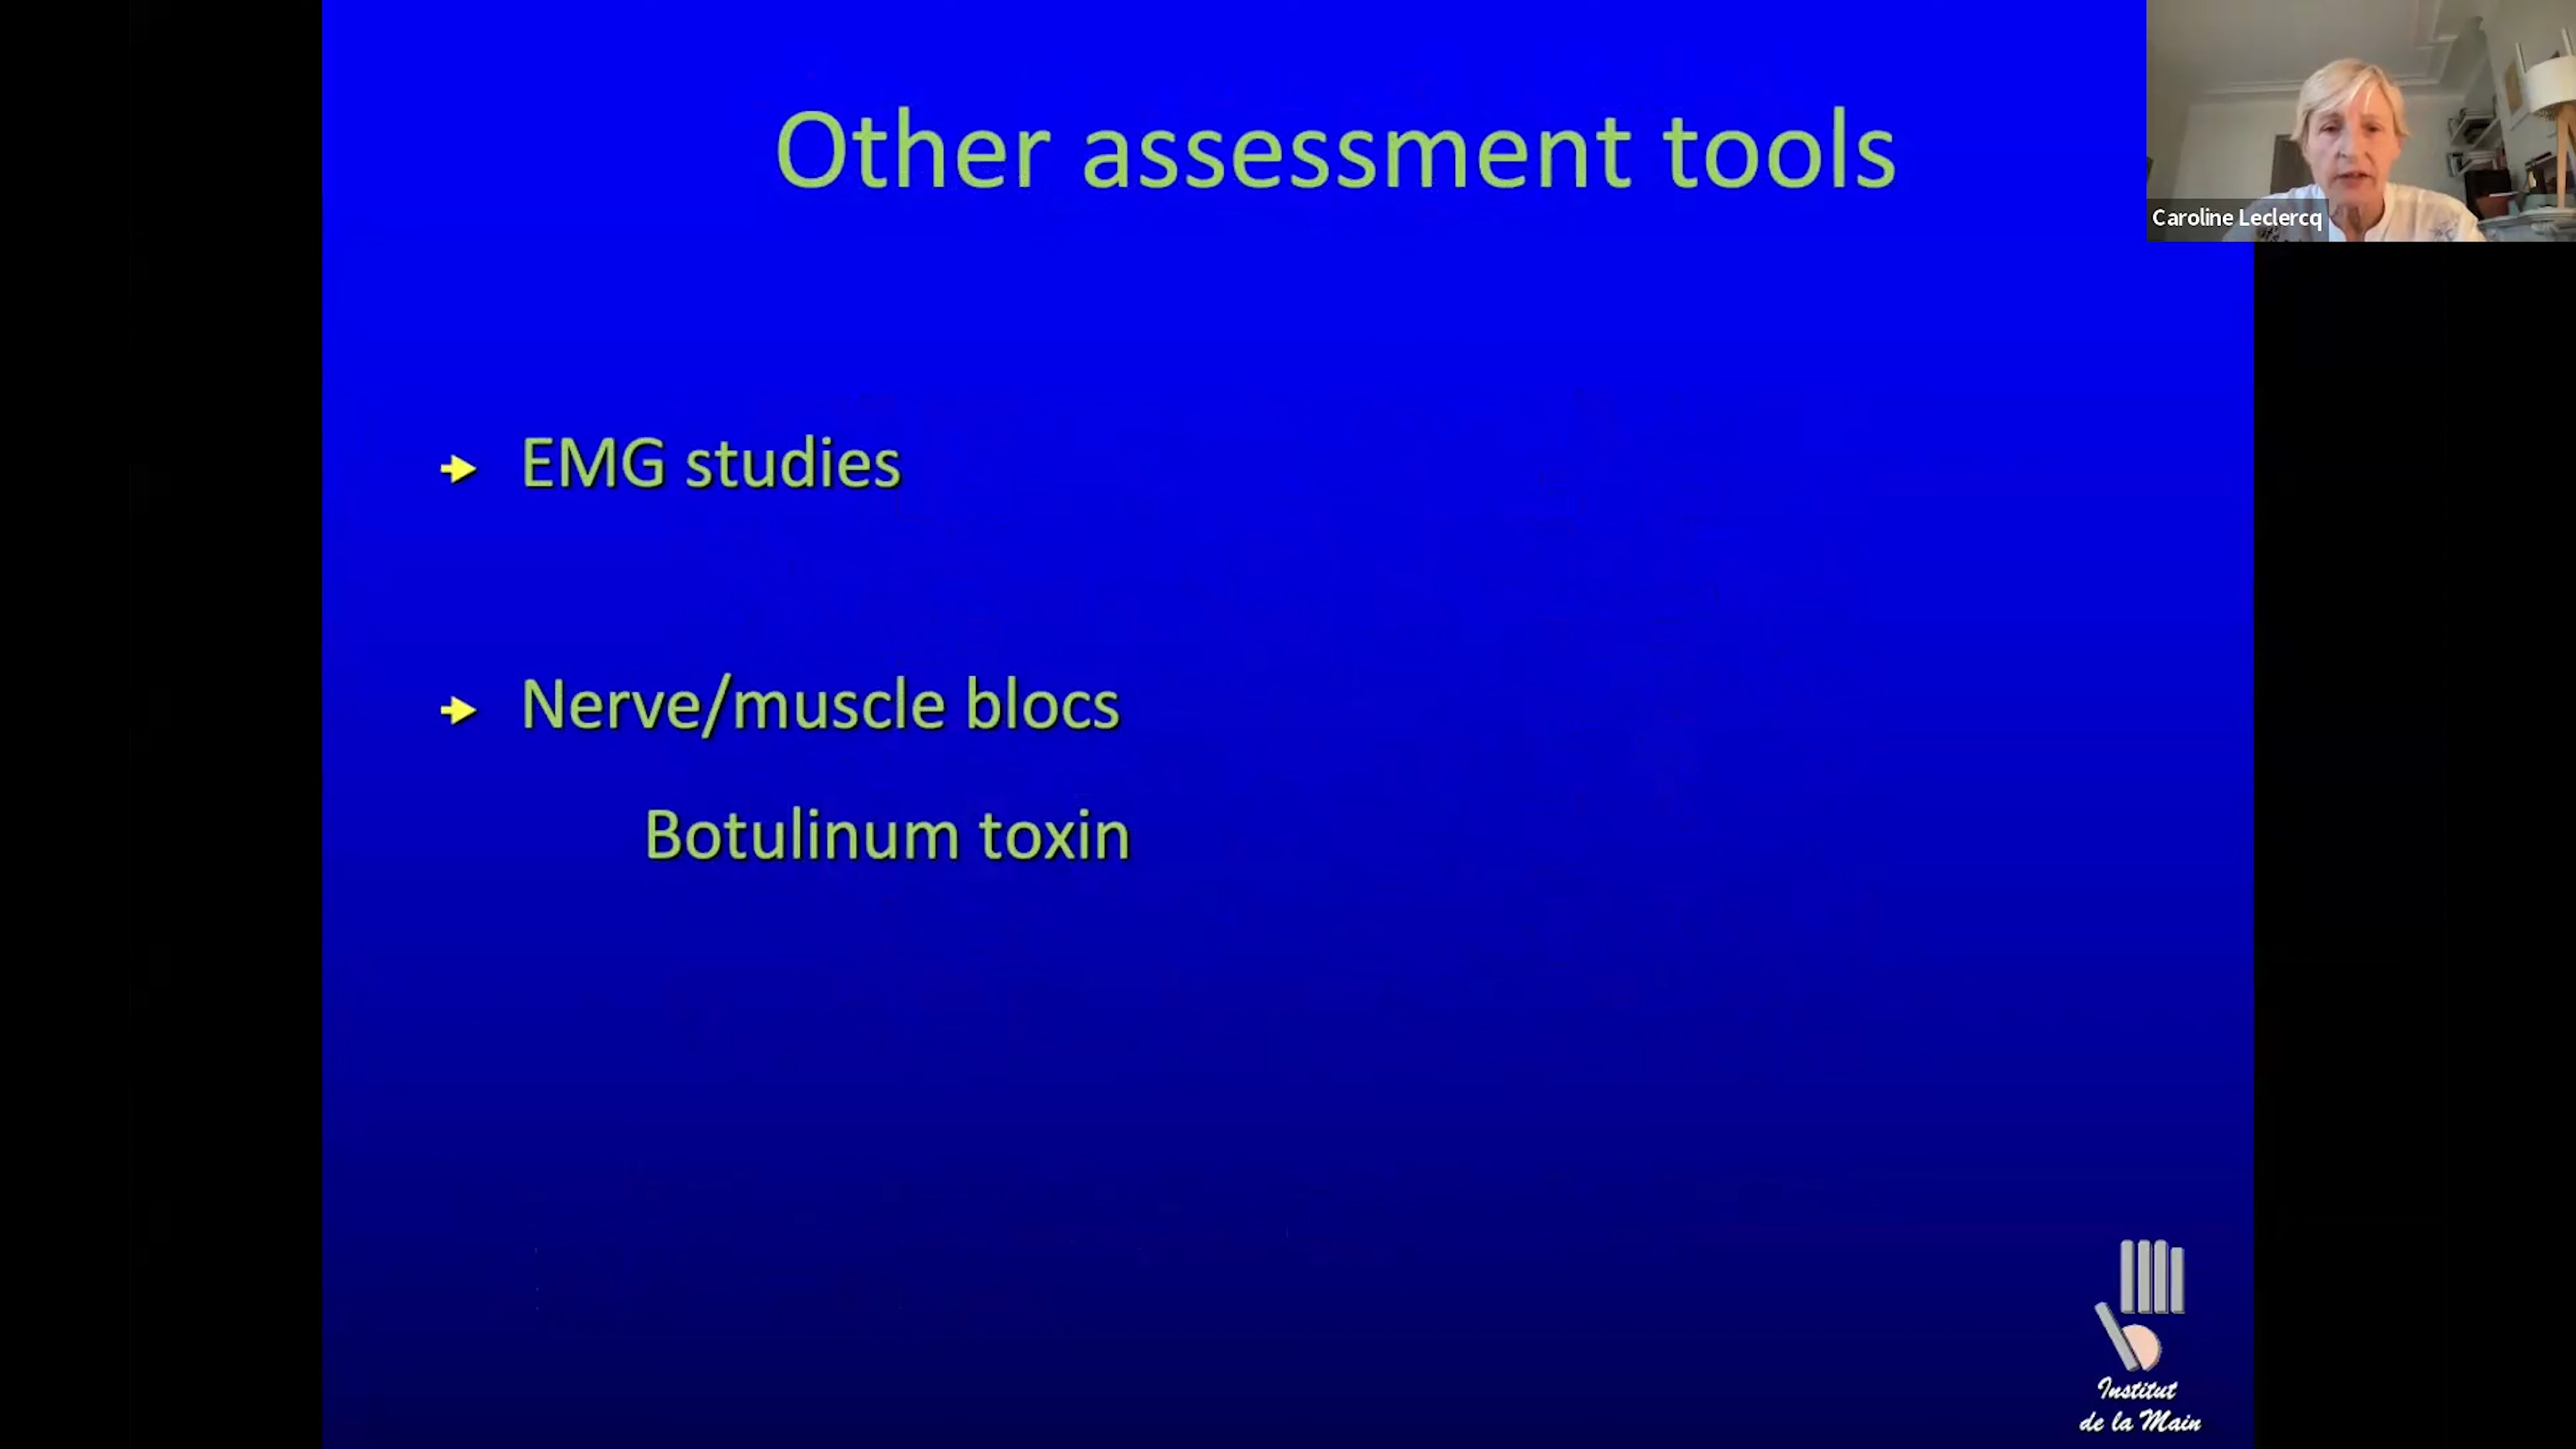 Other assessment tools
Caroline Leclercq
EMG studies
Nerve/muscle blocs
Botulinum toxin
Institut
de la Main